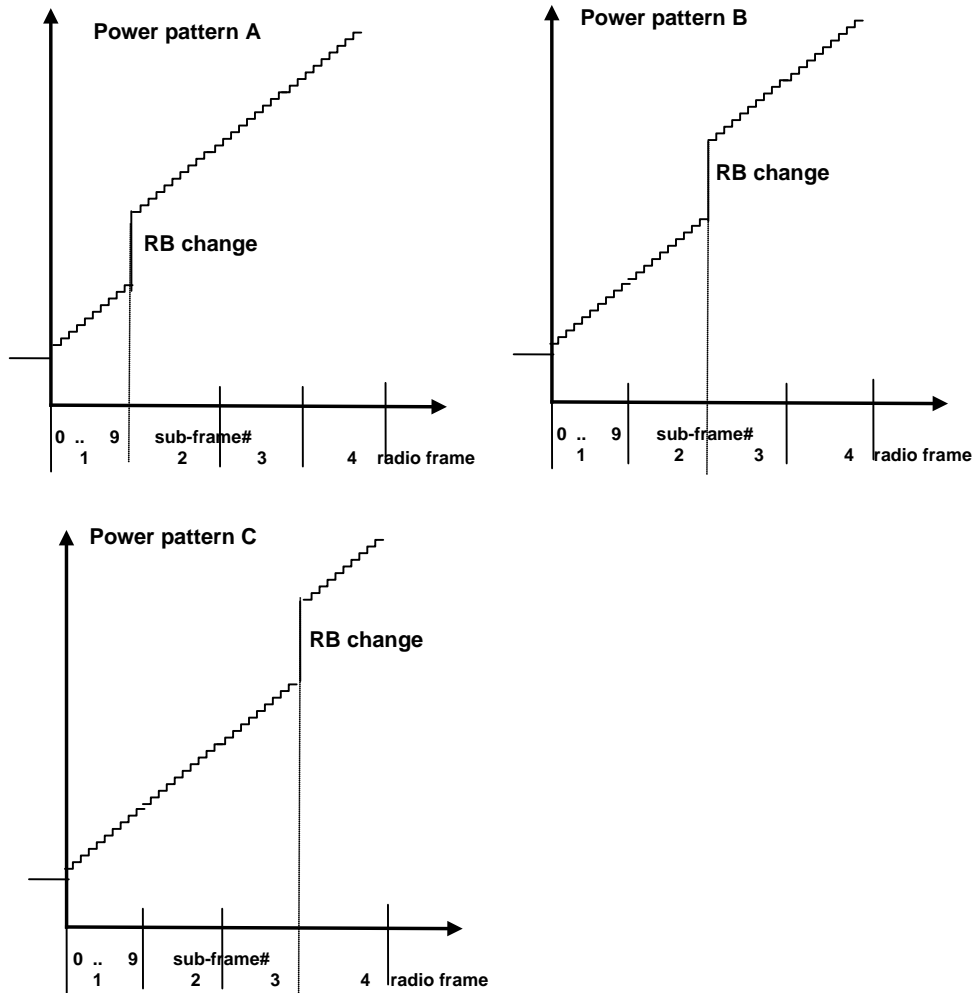 Power pattern A
RB change
0 .. 9 sub-frame#
1 2 3 4 radio frame
Power pattern B
RB change
0 .. 9 sub-frame#
1 2 3 4 radio frame
Power pattern C
RB change
0 .. 9 sub-frame#
1 2 3 4 radio frame